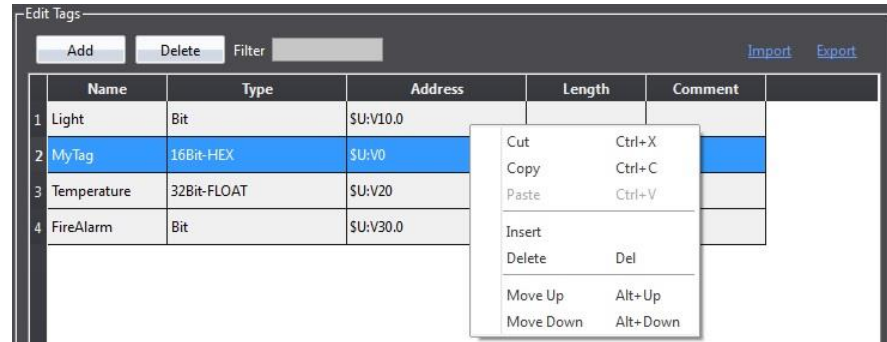 Edit Tags
Add Delete Filter Import Export
Name Type Address Length Comment
1 Light Bit $U:V10.0
2 MyTag 16Bit-HEX $U:V0
3 Temperature 32Bit-FLOAT $U:V20
4 FireAlarm Bit $U:V30.0
Cut Ctrl+X
Copy Ctrl+C
Paste Ctrl+V
Insert
Delete Del
Move Up Alt+Up
Move Down Alt+Down